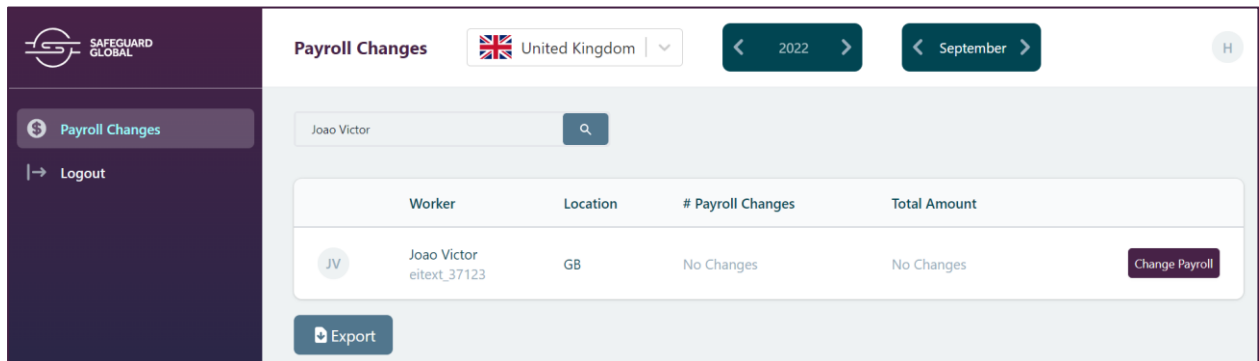 SAFEGUARD
GLOBAL
Payroll Changes
United Kingdom
2022
September
H
Payroll Changes
Logout
Joao Victor
Worker Location # Payroll Changes Total Amount
JV Joao Victor GB No Changes No Changes Change Payroll
eitext_37123
Export